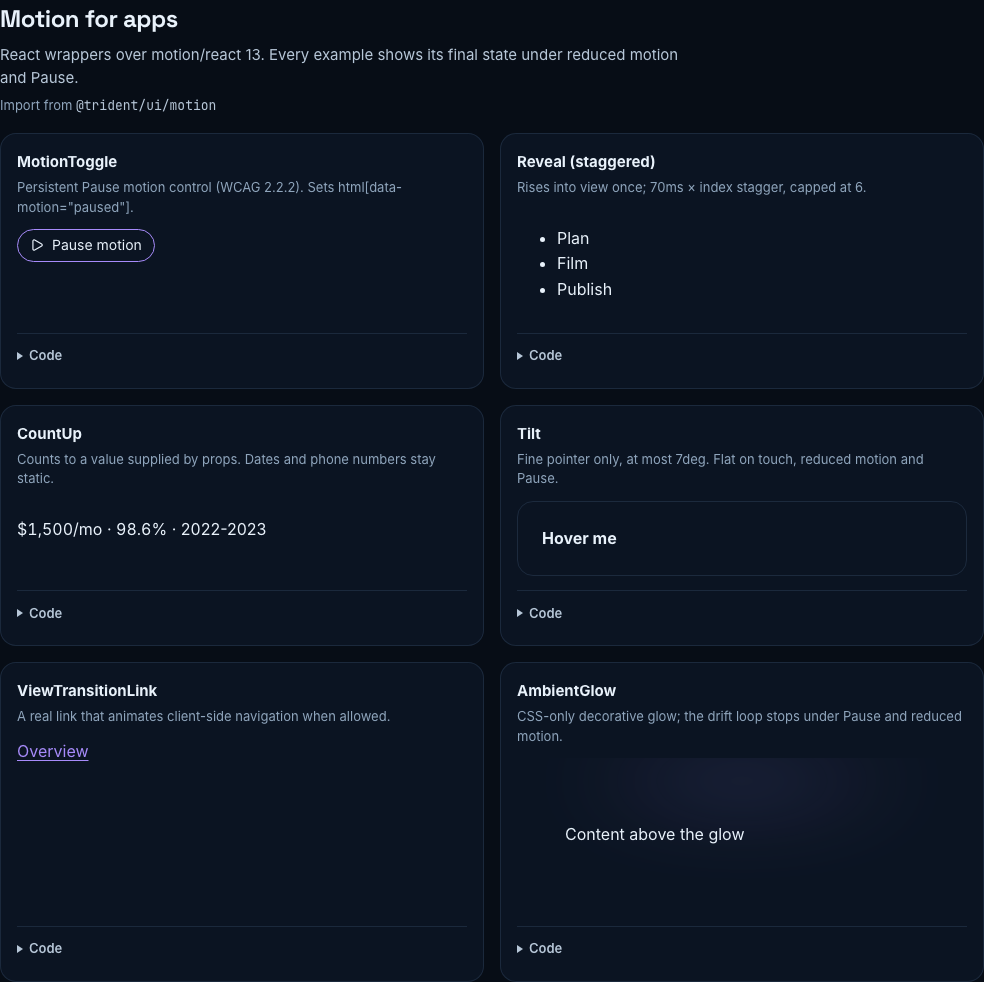 Motion for apps
React wrappers over motion/react 13. Every example shows its final state under reduced motion
and Pause.
Import from @trident/ui/motion
MotionToggle
Persistent Pause motion control (WCAG 2.2.2). Sets html[data-
motion="paused"].
Pause motion
Code
Reveal (staggered)
Rises into view once; 70ms × index stagger, capped at 6.
• Plan
• Film
• Publish
Code
CountUp
Counts to a value supplied by props. Dates and phone numbers stay
static.
$1,500/mo · 98.6% · 2022-2023
Code
Tilt
Fine pointer only, at most 7deg. Flat on touch, reduced motion and
Pause.
Hover me
Code
ViewTransitionLink
A real link that animates client-side navigation when allowed.
Overview
Code
AmbientGlow
CSS-only decorative glow; the drift loop stops under Pause and reduced
motion.
Content above the glow
Code